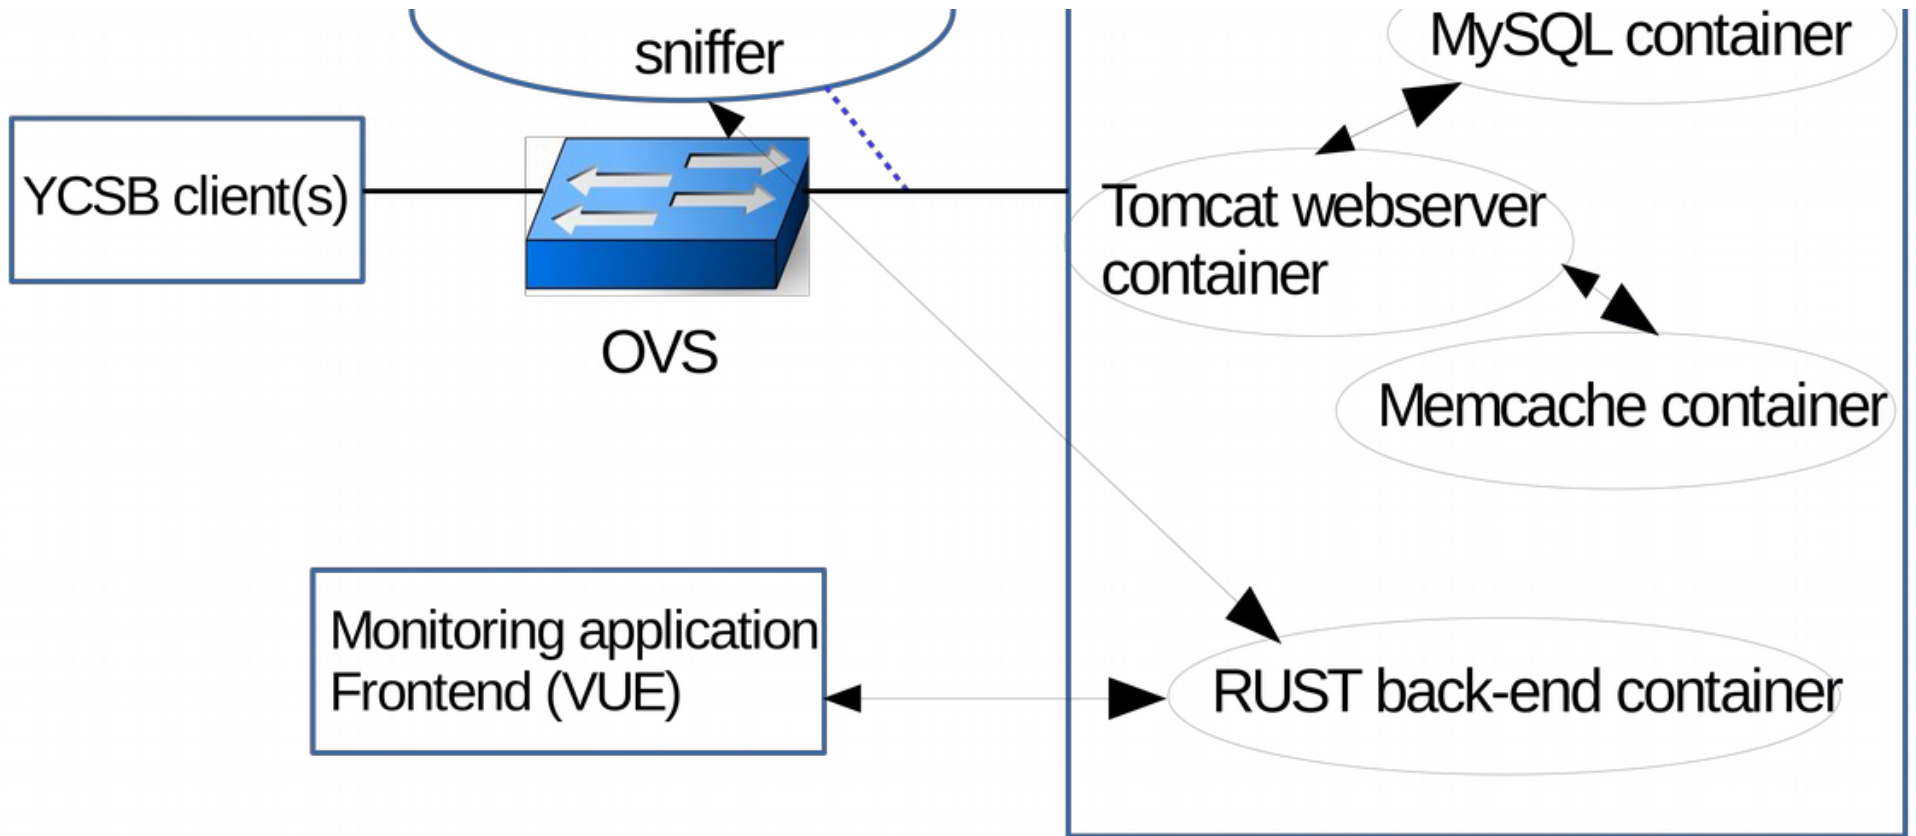 sniffer
MySQL container
YCSB client(s)
Tomcat webserver
container
OVS
Memcache container
Monitoring application
Frontend (VUE)
RUST back-end container